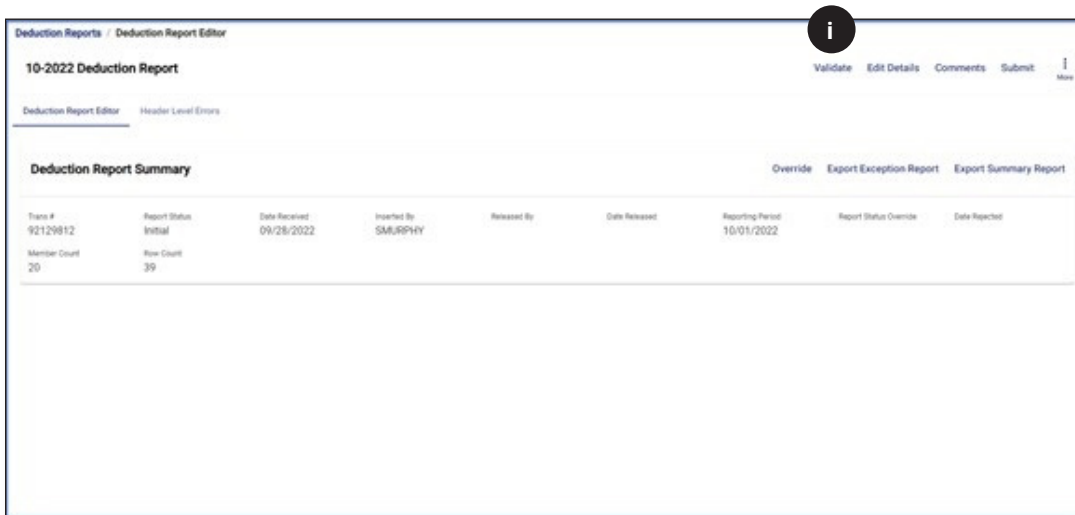 i
Deduction Reports / Deduction Report Editor
10-2022 Deduction Report
Validate Edit Details Comments Submit More
Deduction Report Editor Header Level Errors
Deduction Report Summary
Override Export Exception Report Export Summary Report
Trans # Report Status Date Received Inserted By Released By Date Released Reporting Period Report Status Override Date Rejected
92129812 Initial 09/28/2022 SMURPHY 10/01/2022
Member Count Row Count
20 39